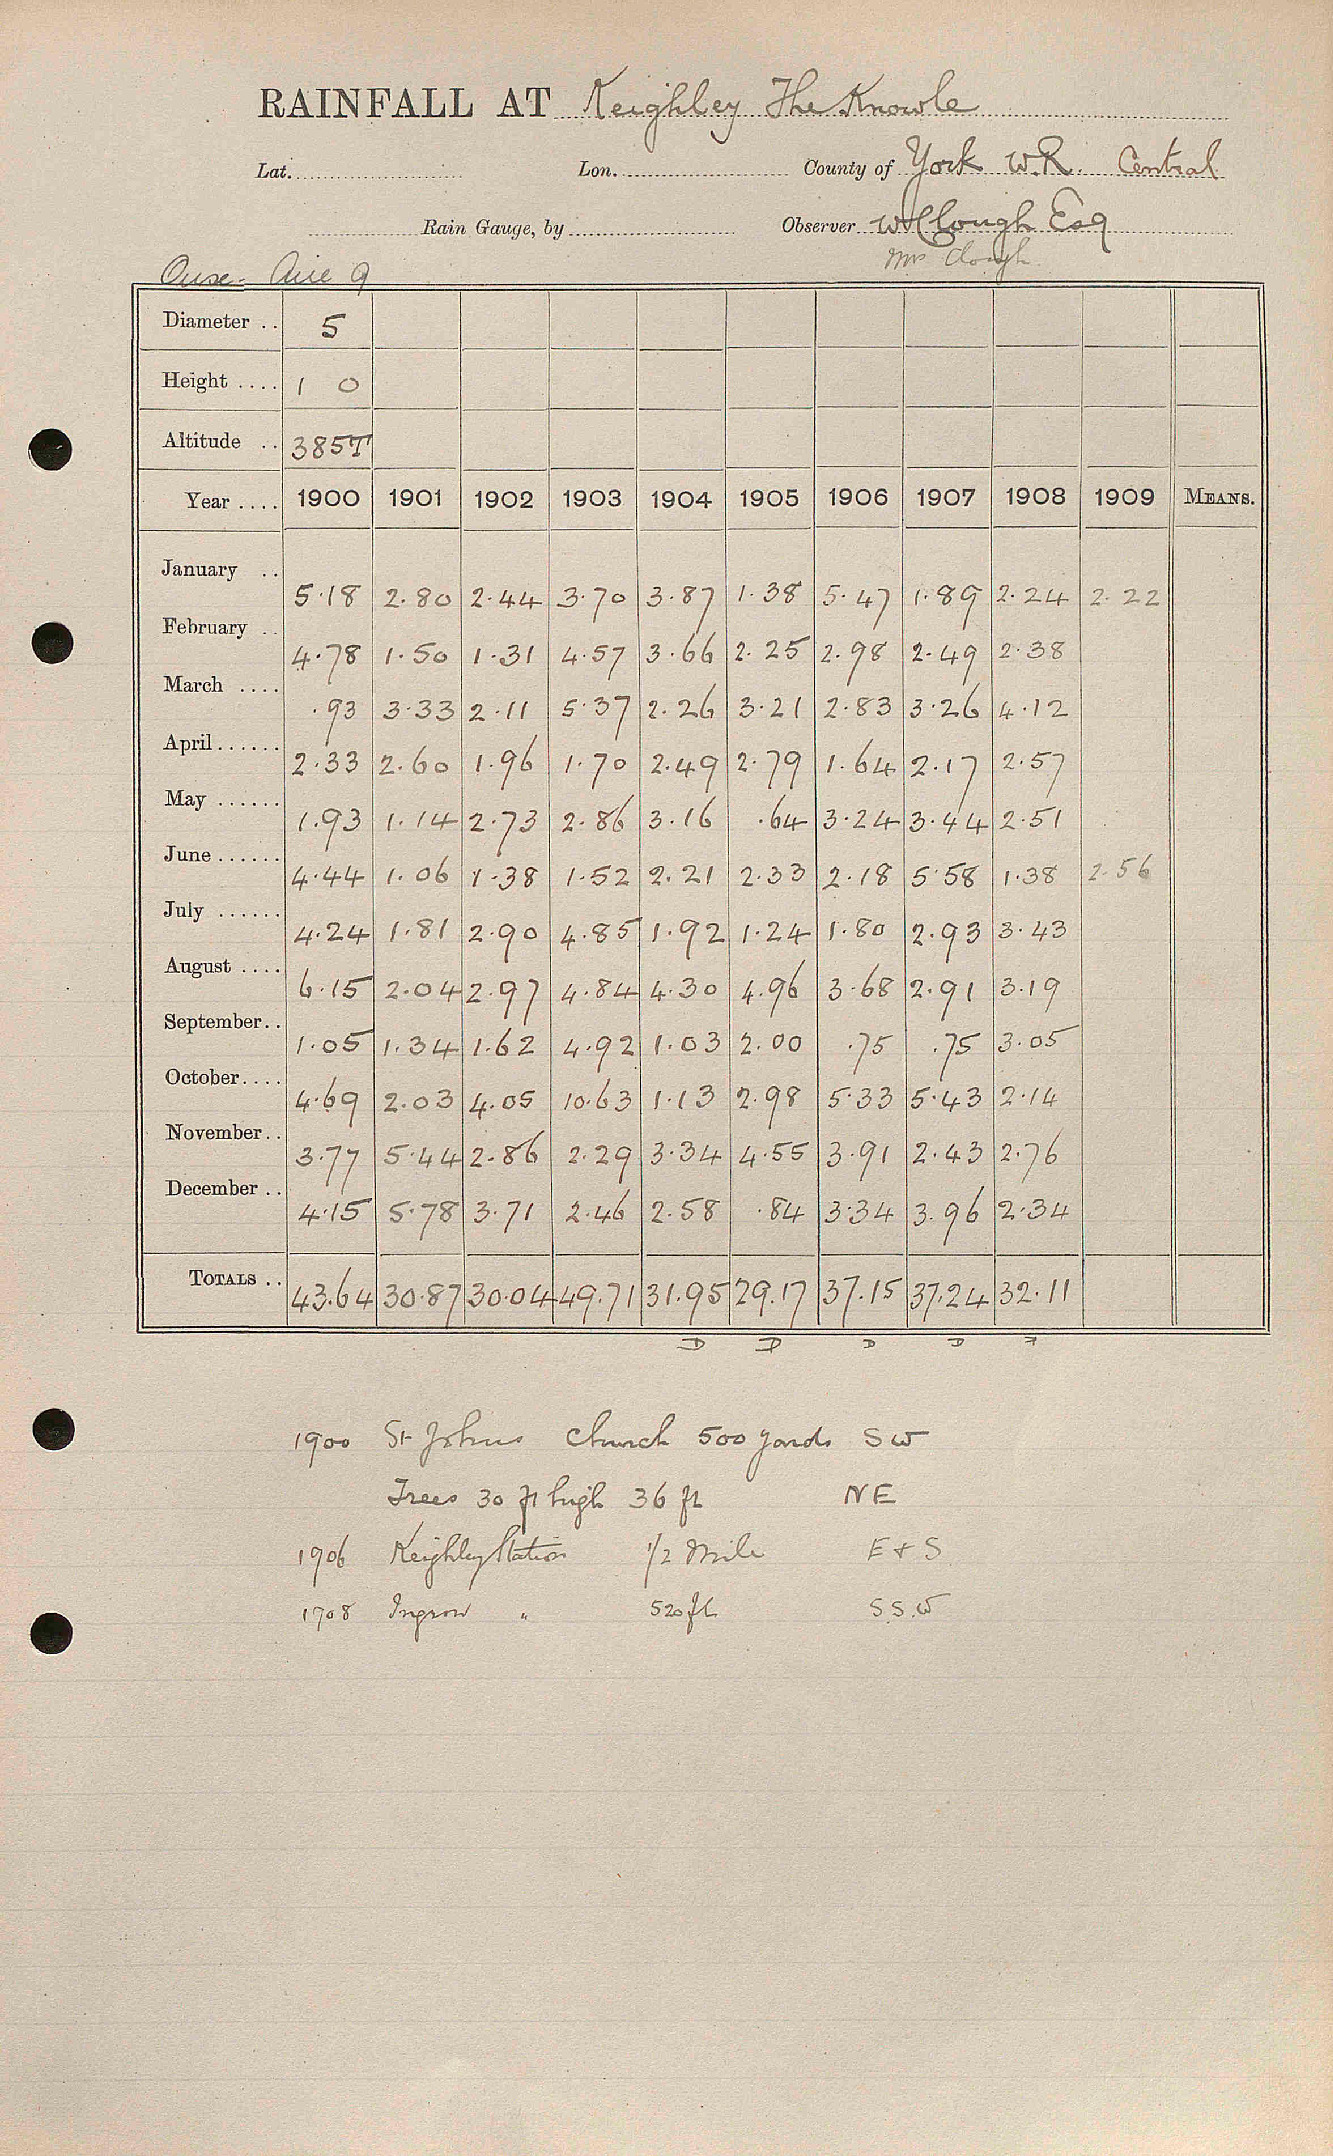 RAINFALL AT Keighley The Knowle
Lat. Lon. County of York W.R. Central
Rain Gauge, by Observer W Clough Esq
Mrs Clough
Ouse - Aire 9
Diameter .. 5
Height .... 1 0
Altitude .. 385T
Year .... 1900 1901 1902 1903 1904 1905 1906 1907 1908 1909 MEANS.
January .. 5.18 2.80 2.44 3.70 3.87 1.38 5.47 1.89 2.24 2.22
February .. 4.78 1.50 1.31 4.57 3.66 2.25 2.98 2.49 2.38
March .... .93 3.33 2.11 5.37 2.26 3.21 2.83 3.26 4.12
April ...... 2.33 2.60 1.96 1.70 2.49 2.79 1.64 2.17 2.57
May ...... 1.93 1.14 2.73 2.86 3.16 .64 3.24 3.44 2.51
June ...... 4.44 1.06 1.38 1.52 2.21 2.33 2.18 5.58 1.38 2.56
July ...... 4.24 1.81 2.90 4.85 1.92 1.24 1.80 2.93 3.43
August .... 6.15 2.04 2.97 4.84 4.30 4.96 3.68 2.91 3.19
September.. 1.05 1.34 1.62 4.92 1.03 2.00 .75 .75 3.05
October.... 4.69 2.03 4.05 10.63 1.13 2.98 5.33 5.43 2.14
November.. 3.77 5.44 2.86 2.29 3.34 4.55 3.91 2.43 2.76
December .. 4.15 5.78 3.71 2.46 2.58 .84 3.34 3.96 2.34
TOTALS .. 43.64 30.87 30.04 49.71 31.95 29.17 37.15 37.24 32.11
D D D D
1900 St Johns Church 500 yards SW
Trees 30 ft high 36 ft NE
1906 Keighley Station 1/2 Mile E & S
1908 Ingrow " 520 ft S.S.W